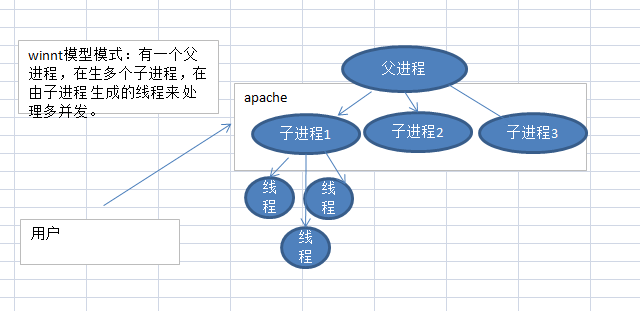 winnt模型模式：有一个父
进程，在生多个子进程，在
由子进程生成的线程来处
理多并发。
父进程
apache
子进程1
子进程2
子进程3
线
程
线
程
线
程
用户